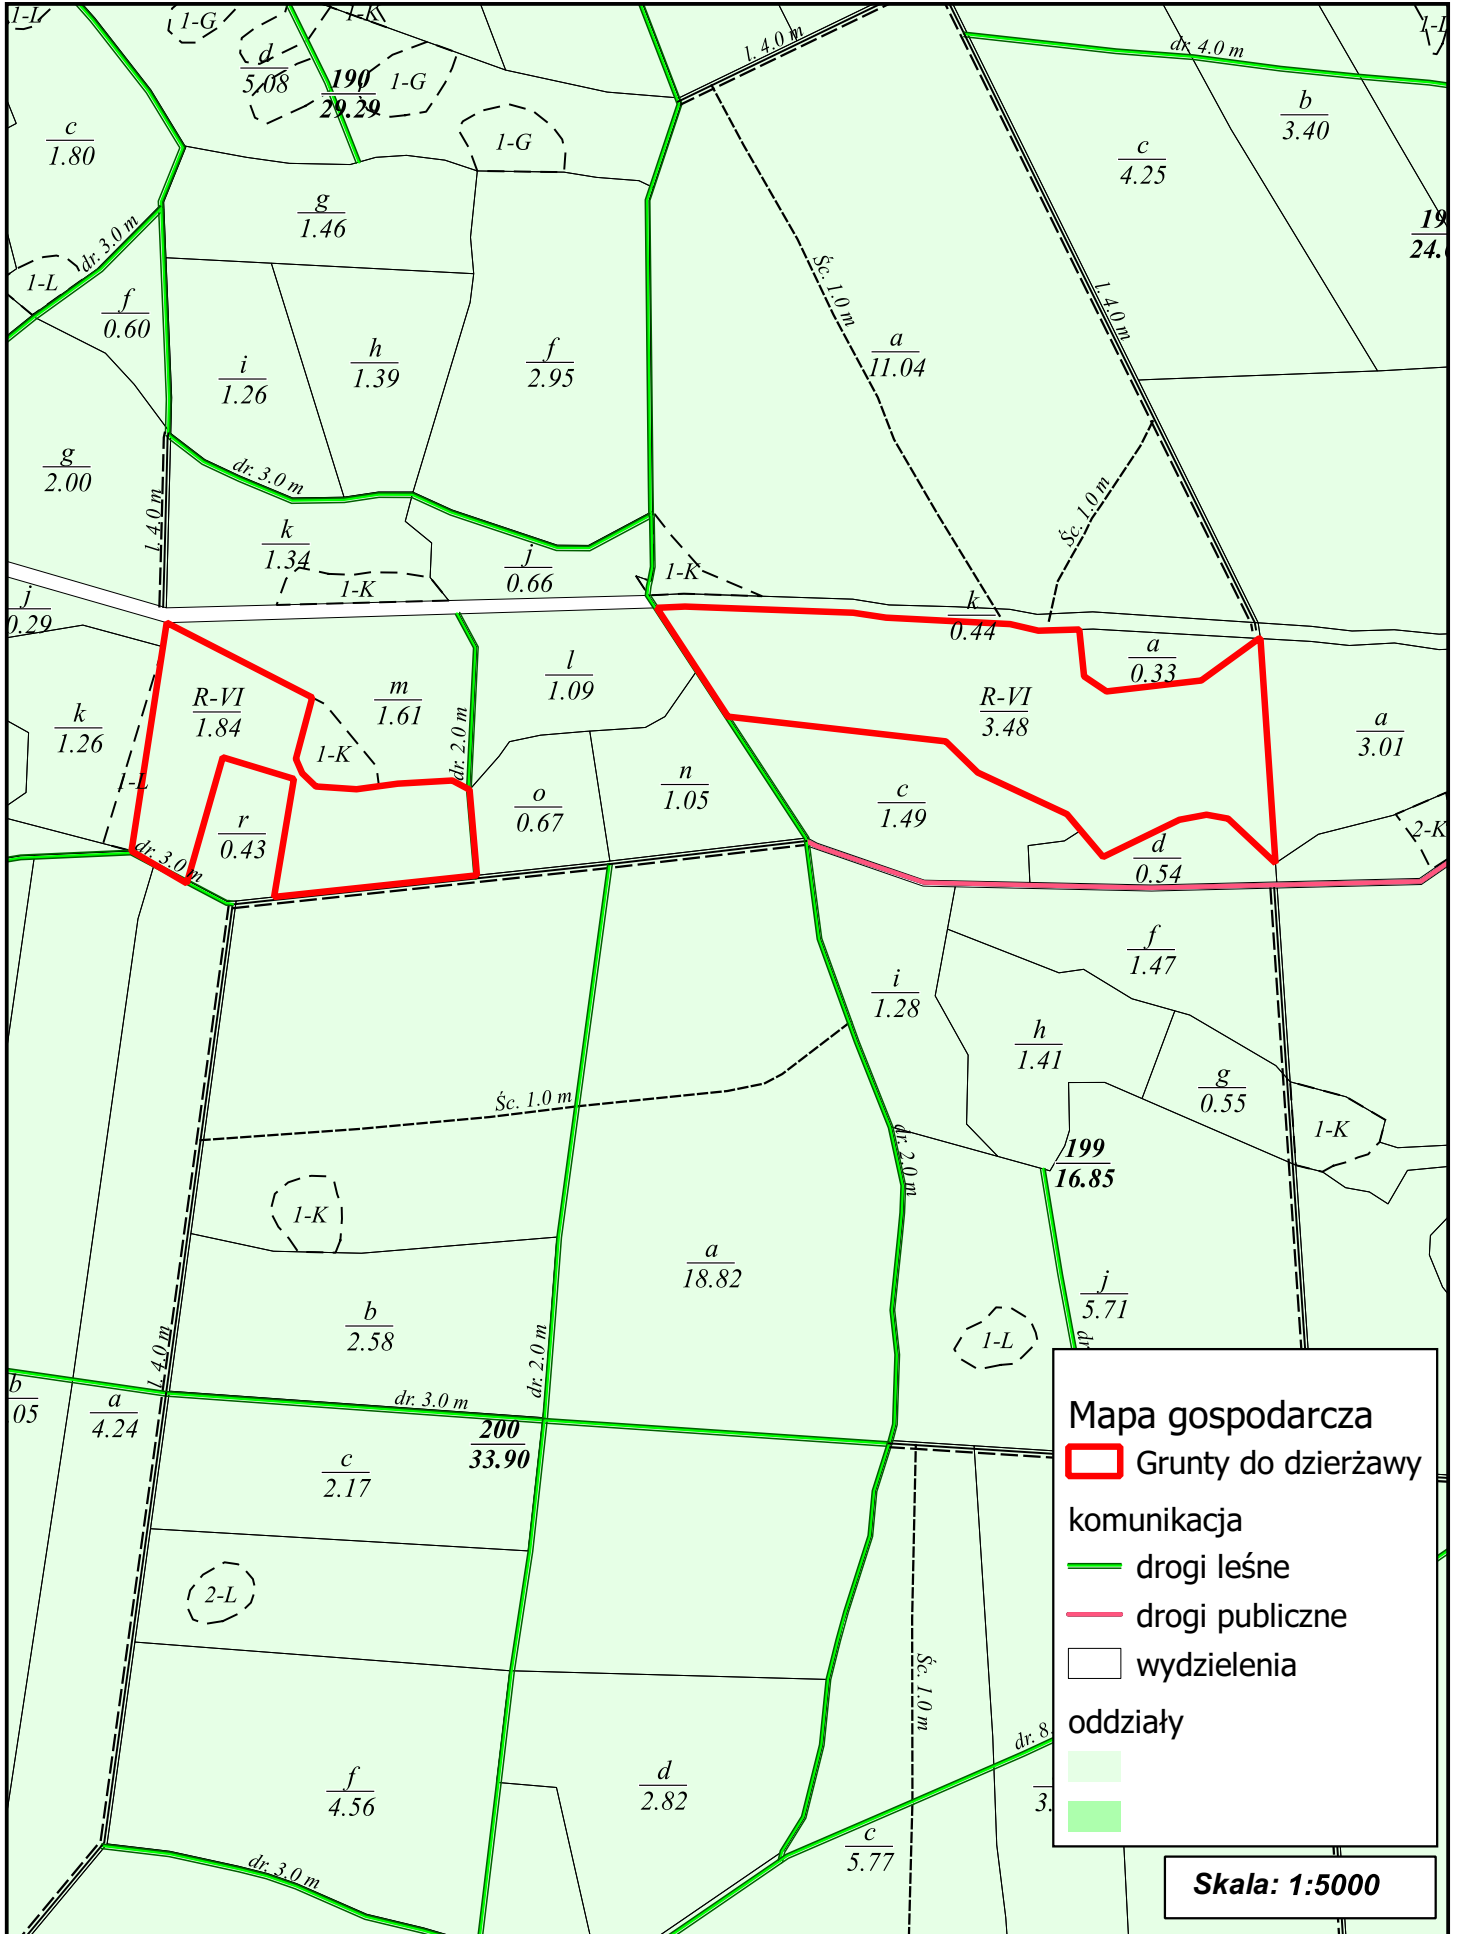 1-L
1-G
1-K
1-L
d
5.08
190
29.29
1-G
l. 4.0 m
dr. 4.0 m
b
3.40
c
1.80
1-G
c
4.25
g
1.46
dr. 3.0 m
24.
1-L
f
0.60
Śc. 1.0 m
l. 4.0 m
i
1.26
h
1.39
f
2.95
a
11.04
g
2.00
dr. 3.0 m
l. 4.0 m
Śc. 1.0 m
k
1.34
j
0.66
1-K
1-K
j
0.29
k
0.44
a
0.33
l
1.09
m
1.61
R-VI
1.84
R-VI
3.48
k
1.26
a
3.01
1-K
dr. 2.0 m
1-L
n
1.05
o
0.67
c
1.49
r
0.43
2-K
dr. 3.0 m
d
0.54
f
1.47
i
1.28
h
1.41
g
0.55
Śc. 1.0 m
1-K
dr. 2.0 m
199
16.85
1-K
a
18.82
j
5.71
b
2.58
1-L
dr.
l. 4.0 m
dr. 2.0 m
b
.05
a
4.24
dr. 3.0 m
200
33.90
c
2.17
2-L
Śc. 1.0 m
dr. 8.
d
2.82
f
4.56
3.
c
5.77
dr. 3.0 m
Mapa gospodarcza
Grunty do dzierżawy
komunikacja
drogi leśne
drogi publiczne
wydzielenia
oddziały
Skala: 1:5000